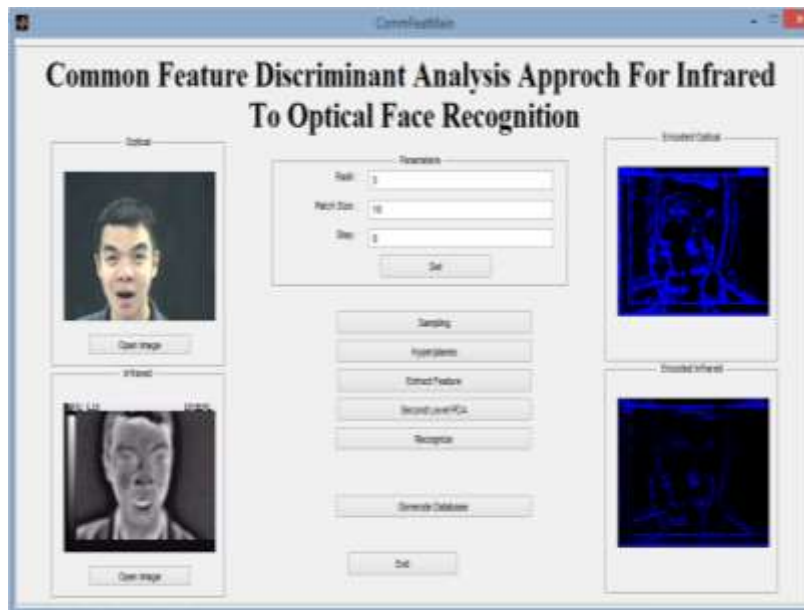 CommFeatMain
Common Feature Discriminant Analysis Approch For Infrared
To Optical Face Recognition
Optical
Open Image
Infrared
Open Image
Parameters
Radii:
Patch Size:
Step:
Set
Sampling
Hyperplanes
Extract Feature
Second Level PCA
Recognize
Generate Database
Exit
Encoded Optical
Encoded Infrared